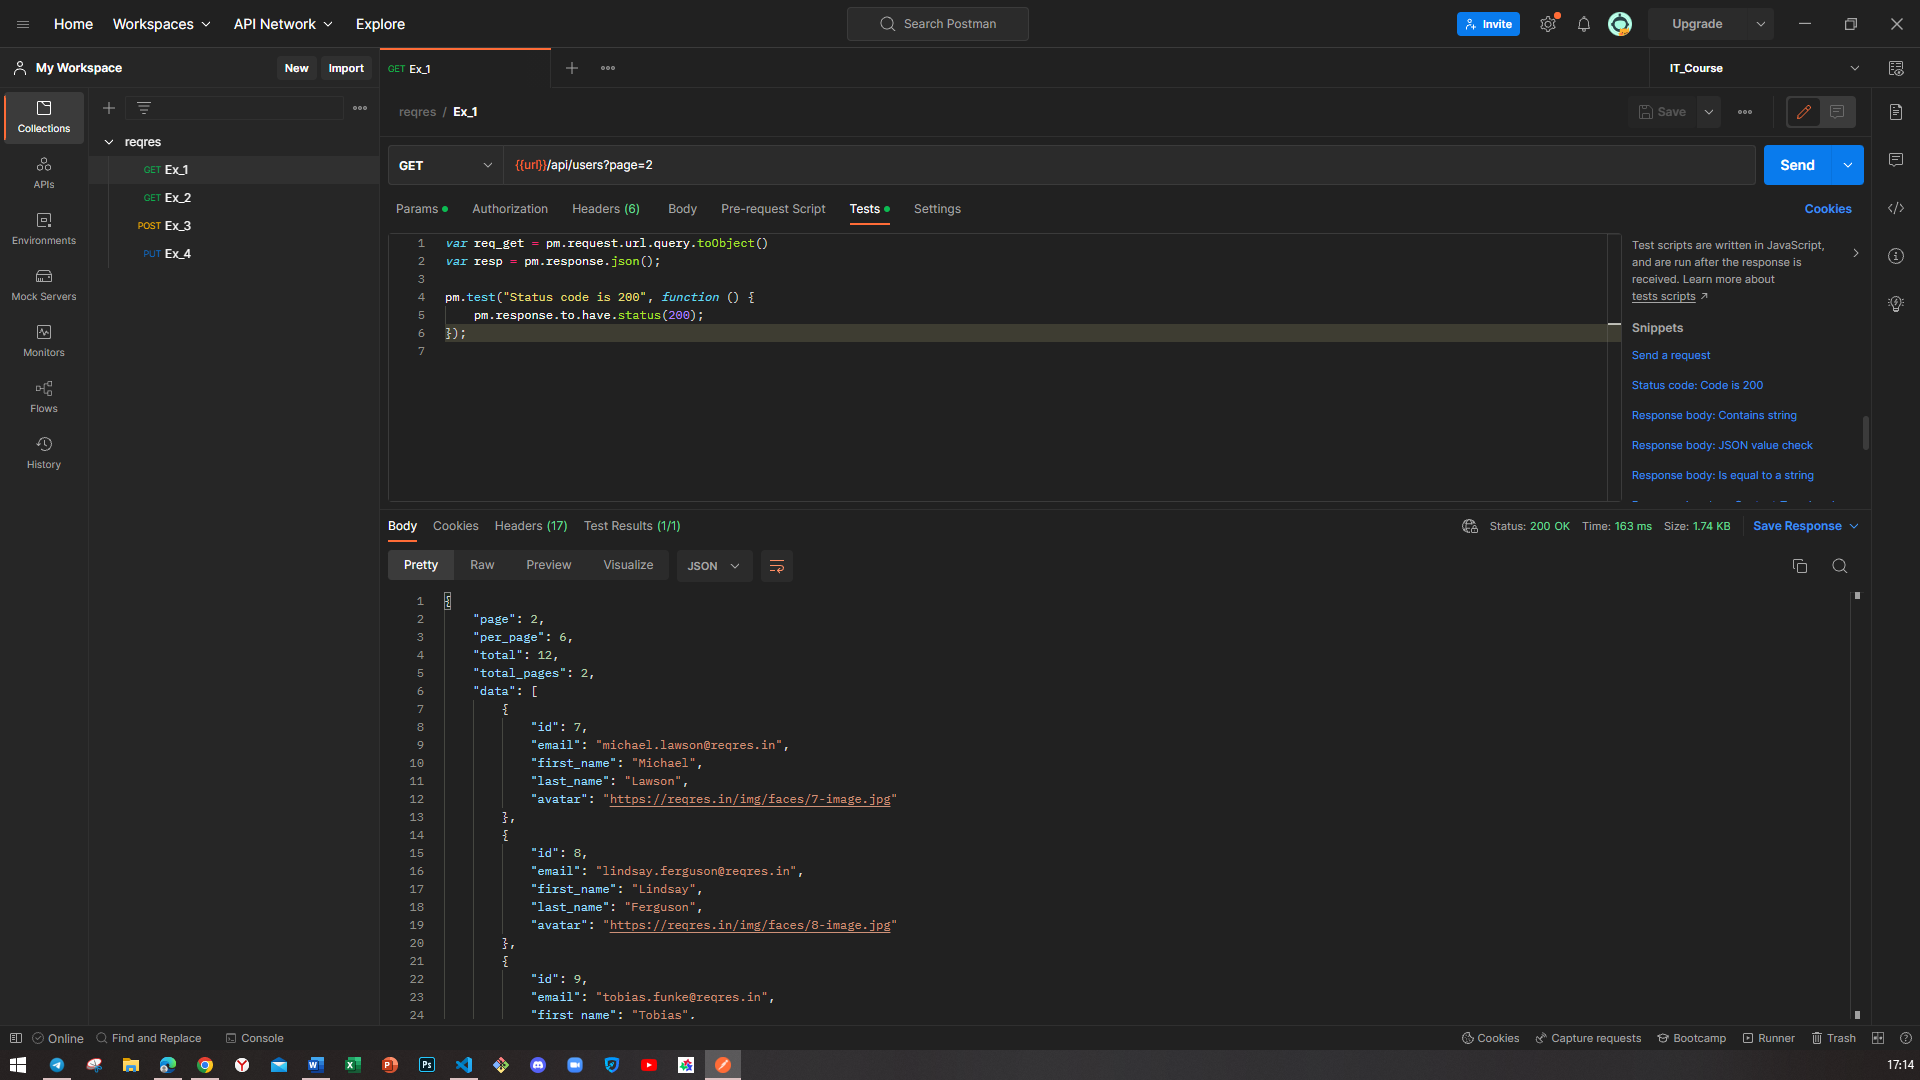 Home Workspaces API Network Explore Search Postman Invite Upgrade
My Workspace New Import GET Ex_1 IT_Course
Collections
APIs
Environments
Mock Servers
Monitors
Flows
History
reqres
GET Ex_1
GET Ex_2
POST Ex_3
PUT Ex_4
reqres / Ex_1 Save
GET {{url}}/api/users?page=2 Send
Params Authorization Headers (6) Body Pre-request Script Tests Settings Cookies
1 var req_get = pm.request.url.query.toObject()
2 var resp = pm.response.json();
3
4 pm.test("Status code is 200", function () {
5 pm.response.to.have.status(200);
6 });
7
Test scripts are written in JavaScript,
and are run after the response is
received. Learn more about
tests scripts ↗
Snippets
Send a request
Status code: Code is 200
Response body: Contains string
Response body: JSON value check
Response body: Is equal to a string
Body Cookies Headers (17) Test Results (1/1) Status: 200 OK Time: 163 ms Size: 1.74 KB Save Response
Pretty Raw Preview Visualize JSON
1 {
2 "page": 2,
3 "per_page": 6,
4 "total": 12,
5 "total_pages": 2,
6 "data": [
7 {
8 "id": 7,
9 "email": "michael.lawson@reqres.in",
10 "first_name": "Michael",
11 "last_name": "Lawson",
12 "avatar": "https://reqres.in/img/faces/7-image.jpg"
13 },
14 {
15 "id": 8,
16 "email": "lindsay.ferguson@reqres.in",
17 "first_name": "Lindsay",
18 "last_name": "Ferguson",
19 "avatar": "https://reqres.in/img/faces/8-image.jpg"
20 },
21 {
22 "id": 9,
23 "email": "tobias.funke@reqres.in",
24 "first_name": "Tobias",
Online Find and Replace Console Cookies Capture requests Bootcamp Runner Trash
17:14